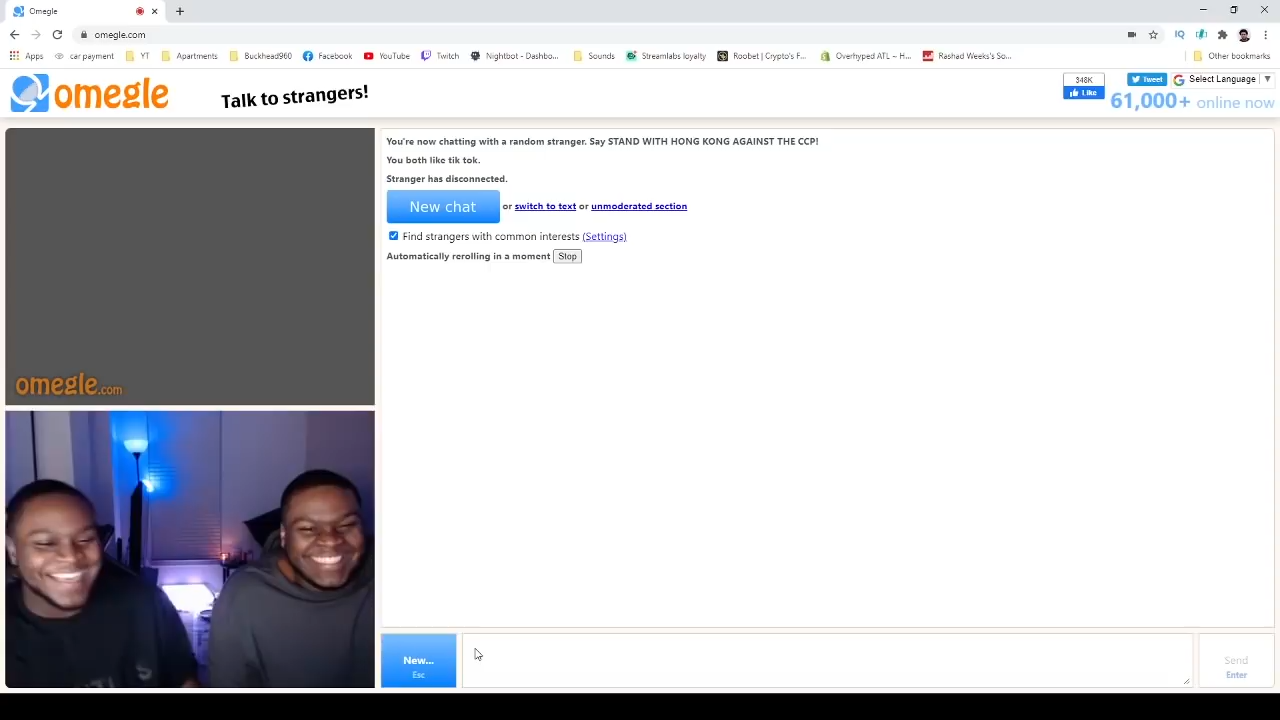 Omegle
omegle.com
Apps car payment YT Apartments Buckhead960 Facebook YouTube Twitch Nightbot - Dashbo... Sounds Streamlabs loyalty Roobet | Crypto's F... Overhyped ATL ~ H... Rashad Weeks's So... Other bookmarks
omegle Talk to strangers! 348K Like Tweet Select Language
61,000+ online now
You're now chatting with a random stranger. Say STAND WITH HONG KONG AGAINST THE CCP!
You both like tik tok.
Stranger has disconnected.
New chat or switch to text or unmoderated section
Find strangers with common interests (Settings)
Automatically rerolling in a moment Stop
omegle.com
New...
Esc
Send
Enter